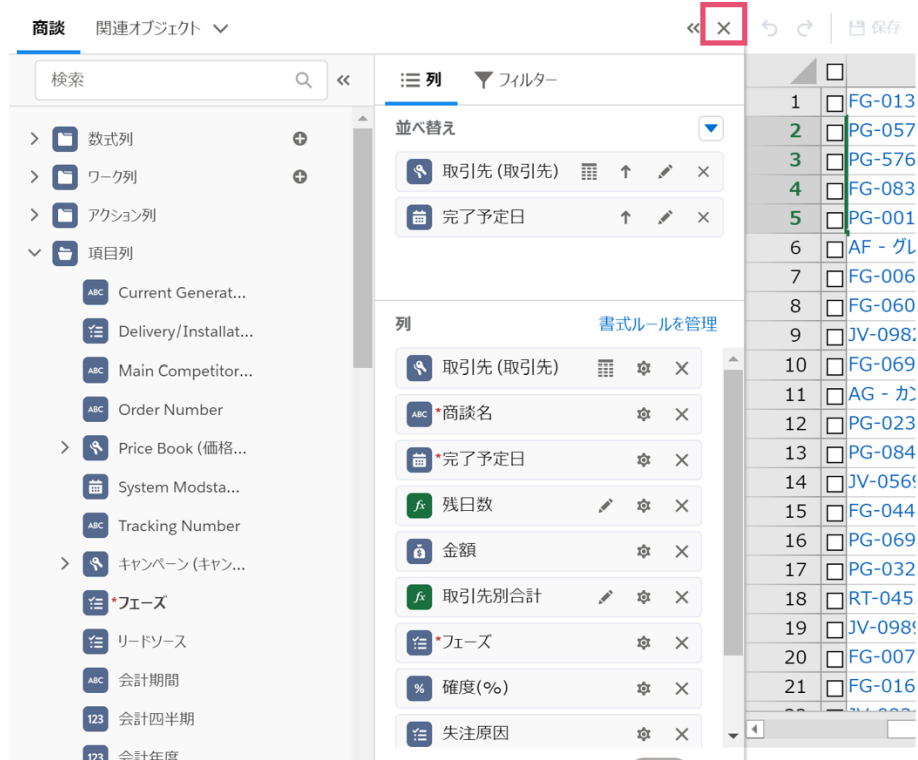 商談 関連オブジェクト
保存
検索
数式列
ワーク列
アクション列
項目列
ABC Current Generat...
Delivery/Installat...
ABC Main Competitor...
ABC Order Number
Price Book (価格...
System Modsta...
ABC Tracking Number
キャンペーン (キャン...
*フェーズ
リードソース
ABC 会計期間
123 会計四半期
123 会計年度
列 フィルター
並べ替え
取引先 (取引先)
完了予定日
列 書式ルールを管理
取引先 (取引先)
ABC *商談名
*完了予定日
fx 残日数
金額
fx 取引先別合計
*フェーズ
% 確度(%)
失注原因
1 FG-013
2 PG-057
3 PG-576
4 FG-083
5 PG-001
6 AF - グレ
7 FG-006
8 FG-060
9 JV-0982
10 FG-069
11 AG - カン
12 PG-023
13 PG-084
14 JV-0569
15 FG-044
16 PG-069
17 PG-032
18 RT-045
19 JV-0989
20 FG-007
21 FG-016